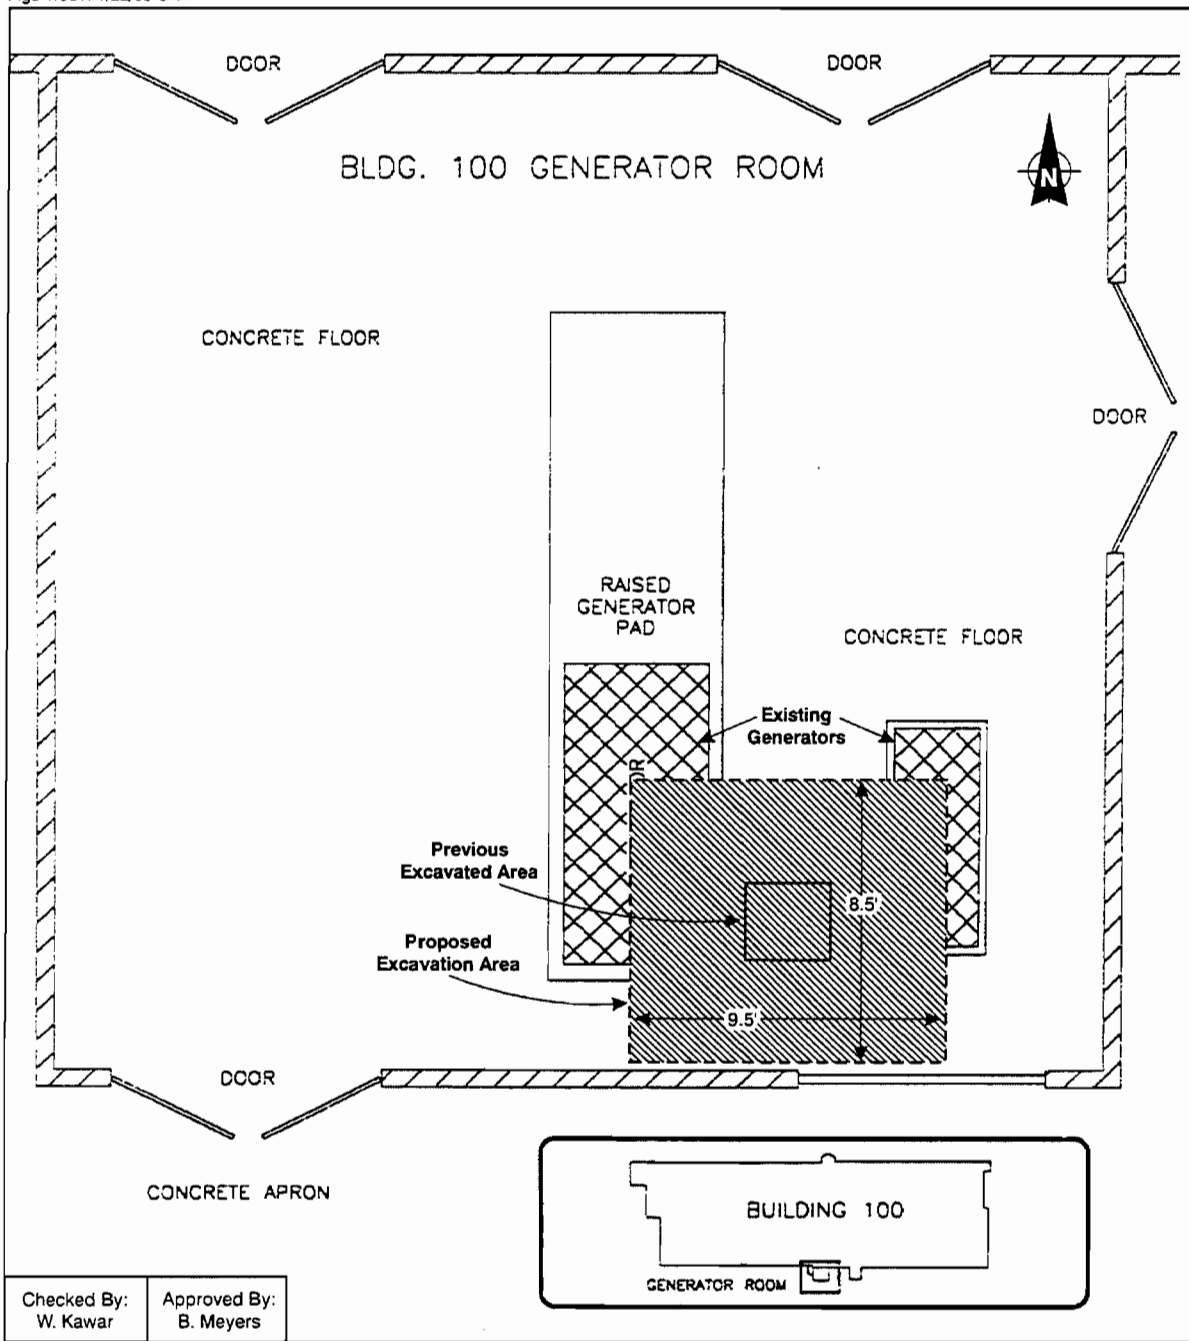 DOOR
DOOR
BLDG. 100 GENERATOR ROOM
N
CONCRETE FLOOR
DOOR
RAISED
GENERATOR
PAD
CONCRETE FLOOR
Existing
Generators
OR
Previous
Excavated Area
8.5'
Proposed
Excavation Area
9.5'
DOOR
CONCRETE APRON
BUILDING 100
GENERATOR ROOM
Checked By:
W. Kawar
Approved By:
B. Meyers